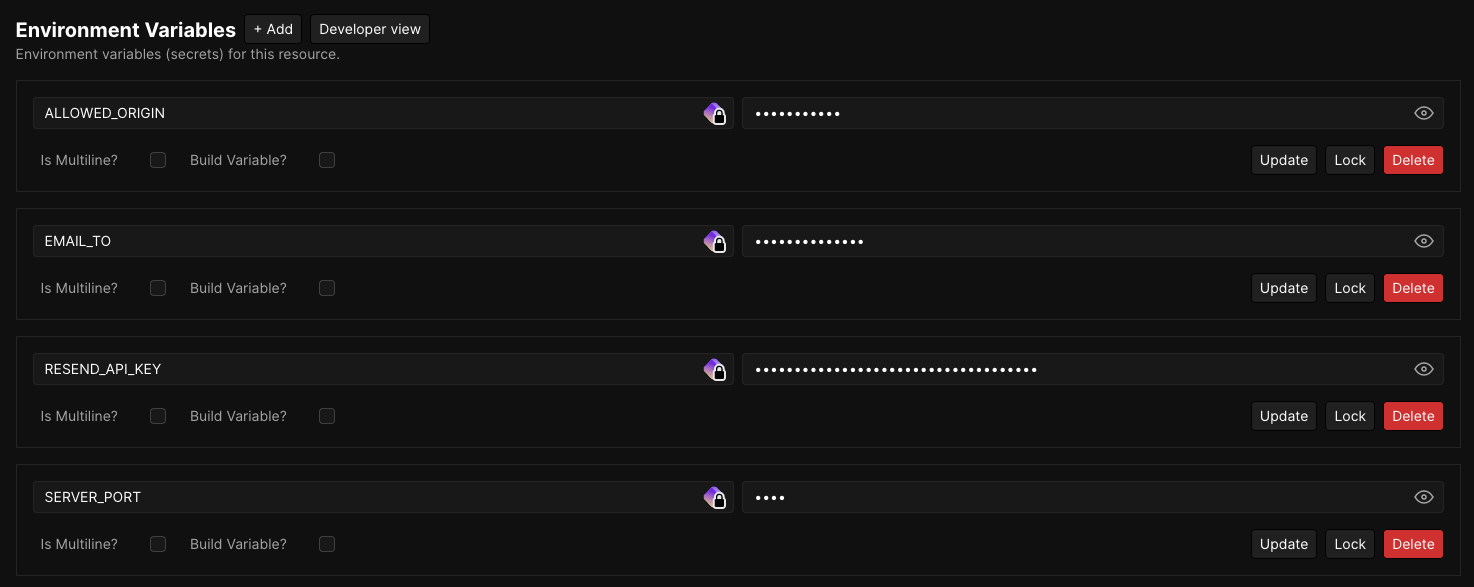 Environment Variables + Add Developer view
Environment variables (secrets) for this resource.
ALLOWED_ORIGIN •••••••••••
Is Multiline? Build Variable? Update Lock Delete
EMAIL_TO ••••••••••••••
Is Multiline? Build Variable? Update Lock Delete
RESEND_API_KEY ••••••••••••••••••••••••••••••••••••
Is Multiline? Build Variable? Update Lock Delete
SERVER_PORT ••••
Is Multiline? Build Variable? Update Lock Delete